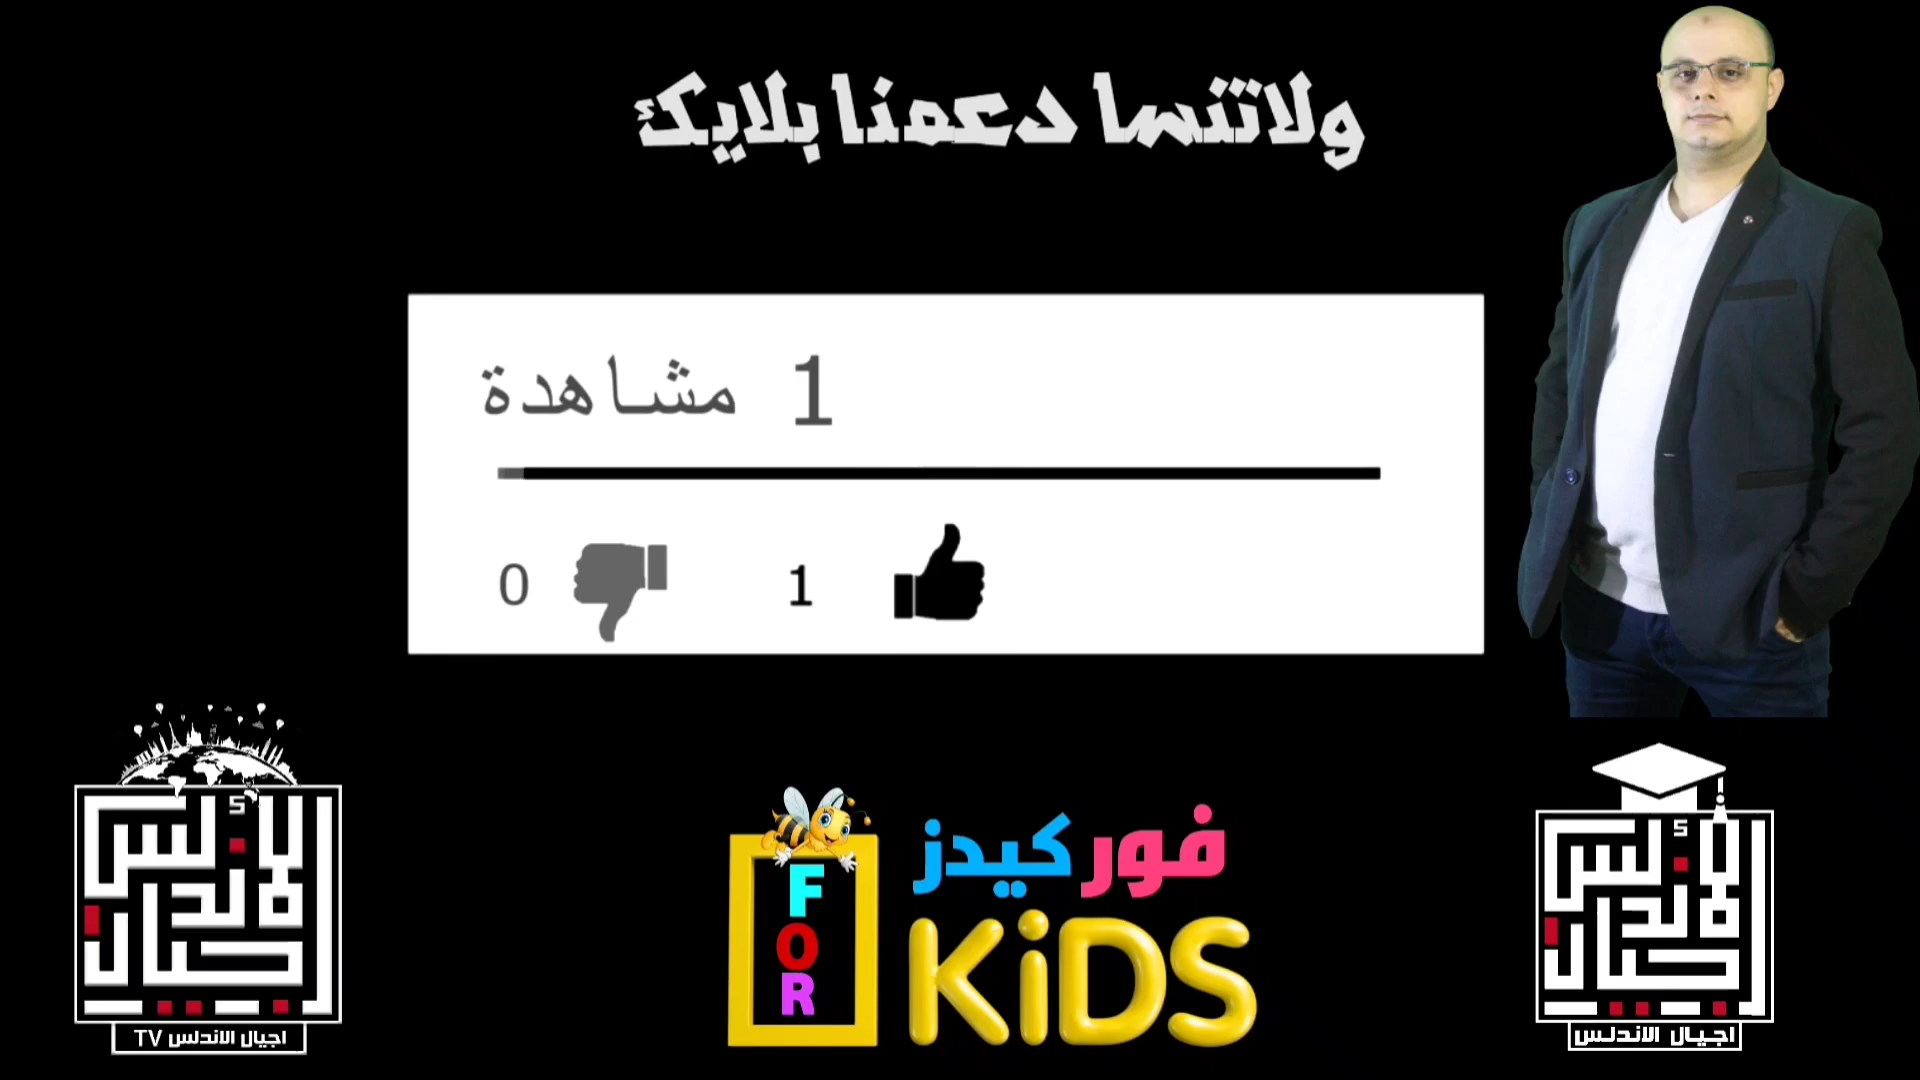 ولاتنسا دعمنا بلايك
1 مشاهدة
0 1
اجيال الاندلس TV
FOR
فور كيدز
KiDS
اجيال الاندلس